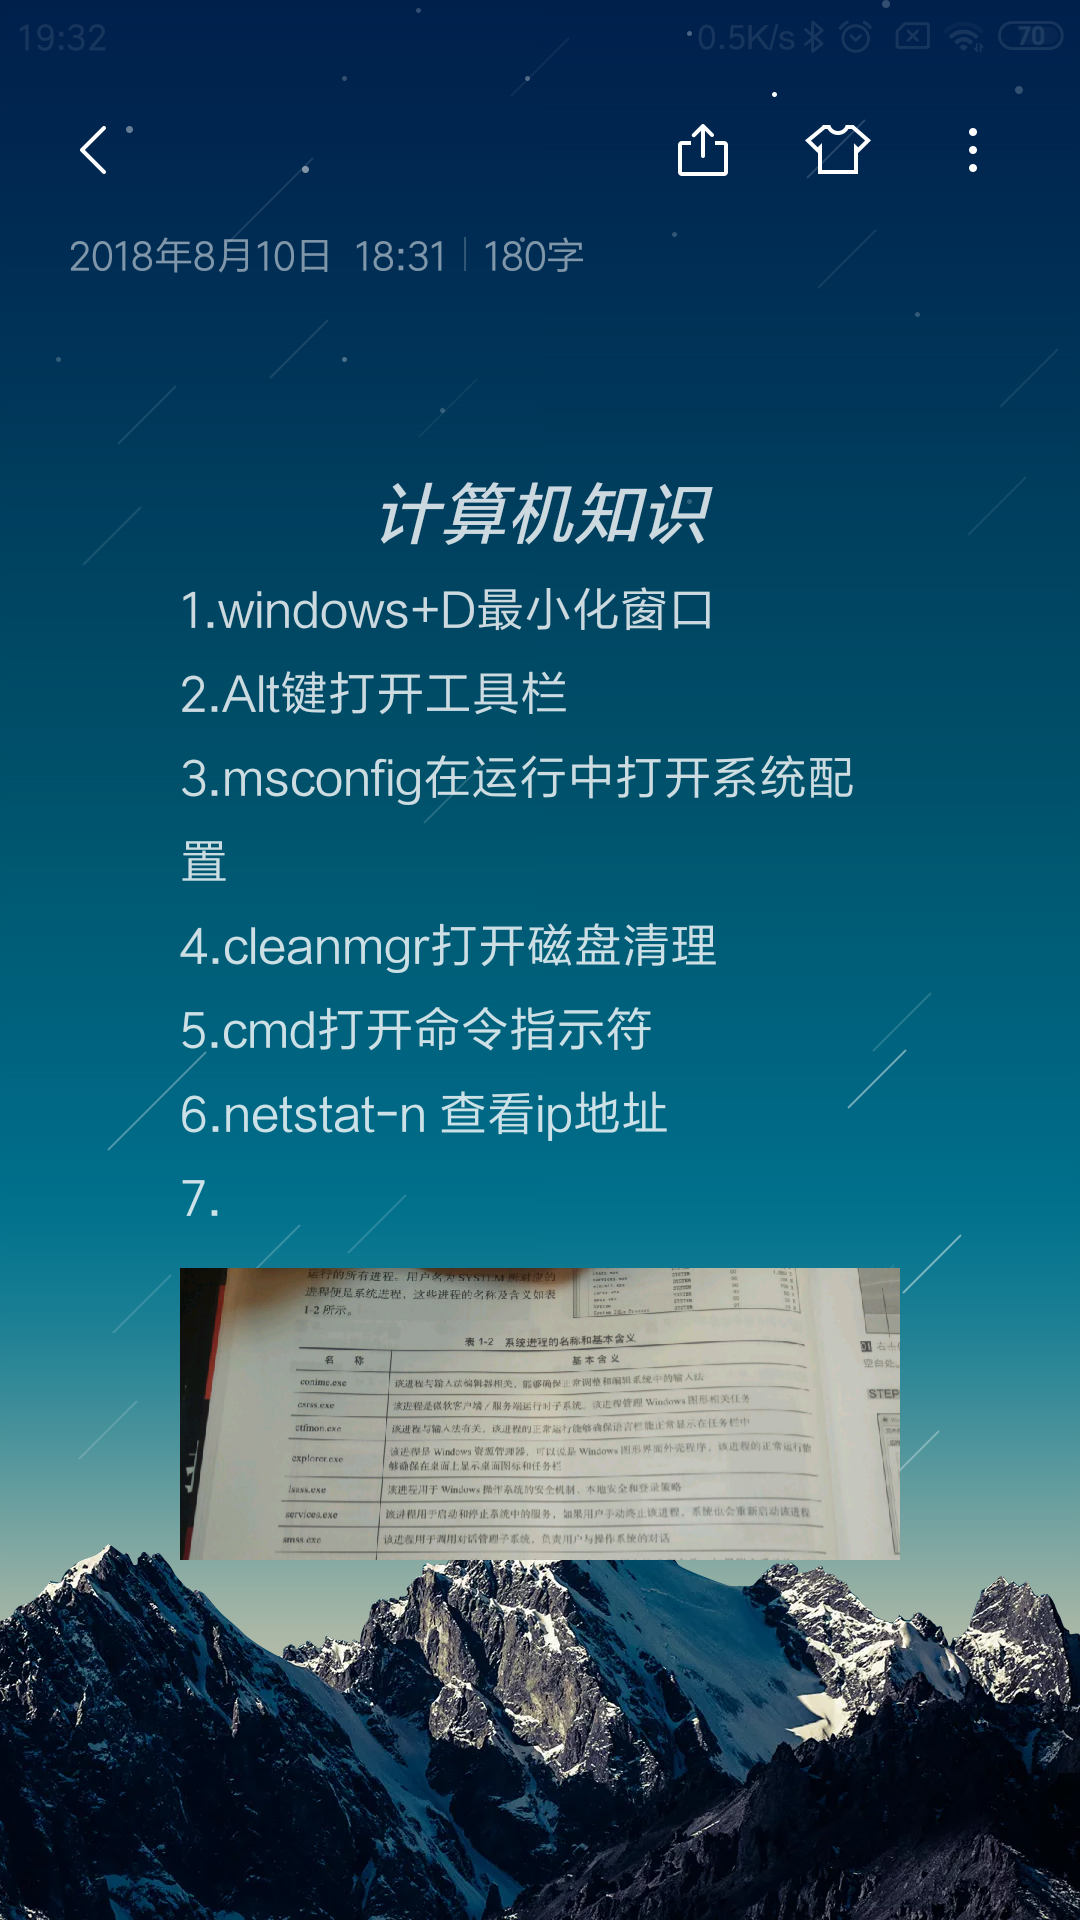 19:32
0.5K/s
70
2018年8月10日 18:31 | 180字
计算机知识
1.windows+D最小化窗口
2.Alt键打开工具栏
3.msconfig在运行中打开系统配
置
4.cleanmgr打开磁盘清理
5.cmd打开命令指示符
6.netstat-n 查看ip地址
7.
运行的所有进程。用户名为SYSTEM所对应的
进程便是系统进程，这些进程的名称及含义如表
1-2 所示。
表 1-2 系统进程的名称和基本含义
名 称 基 本 含 义
conime.exe 该进程与输入法编辑器相关，能够确保正常调整和编辑系统中的输入法
csrss.exe 该进程是微软客户端／服务端运行时子系统。该进程管理 Windows 图形相关任务
ctfmon.exe 该进程与输入法有关，该进程的正常运行能够确保语言栏能正常显示在任务栏中
explorer.exe 该进程是 Windows 资源管理器，可以说是 Windows 图形界面外壳程序，该进程的正常运行能
够确保在桌面上显示桌面图标和任务栏
lsass.exe 该进程用于 Windows 操作系统的安全机制、本地安全和登录策略
services.exe 该进程用于启动和停止系统中的服务，如果用户手动终止该进程，系统也会重新启动该进程
smss.exe 该进程用于调用对话管理子系统，负责用户与操作系统的对话
01 右击
空白处。
STEP